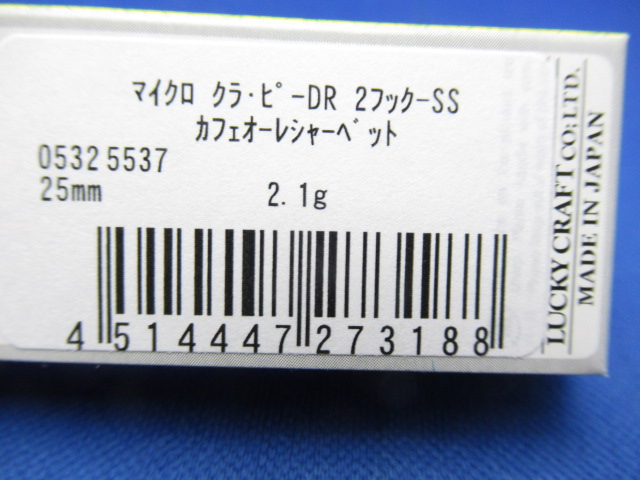 ﾏｲｸﾛ ｸﾗ･ﾋﾟｰDR 2ﾌｯｸ-SS
ｶﾌｪｵｰﾚｼｬｰﾍﾞｯﾄ
05325537
25mm 2.1g
4 514447 273188
LUCKY CRAFT CO;LTD.
MADE IN JAPAN